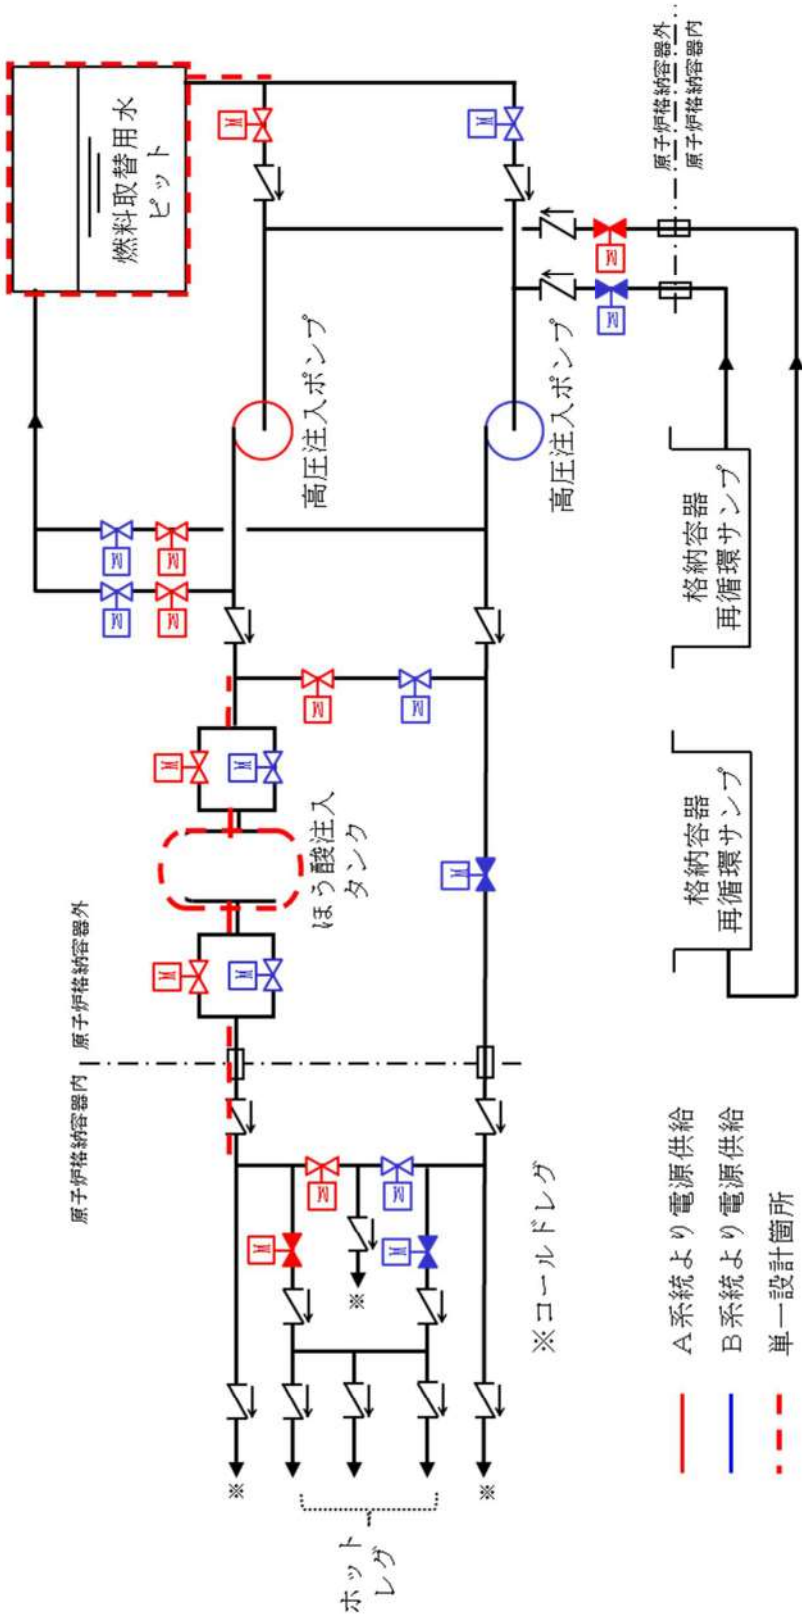 燃料取替用水
ピット
M
M
原子炉格納容器外
原子炉格納容器内
M
M
高圧注入ポンプ
高圧注入ポンプ
M
M
M
M
M
M
M
M
ほう酸注入
タンク
M
格納容器
再循環サンプ
格納容器
再循環サンプ
M
M
原子炉格納容器外
原子炉格納容器内
M
M
M
M
※
※
※
ホット
レグ
※コールドレグ
A系統より電源供給
B系統より電源供給
単一設計箇所